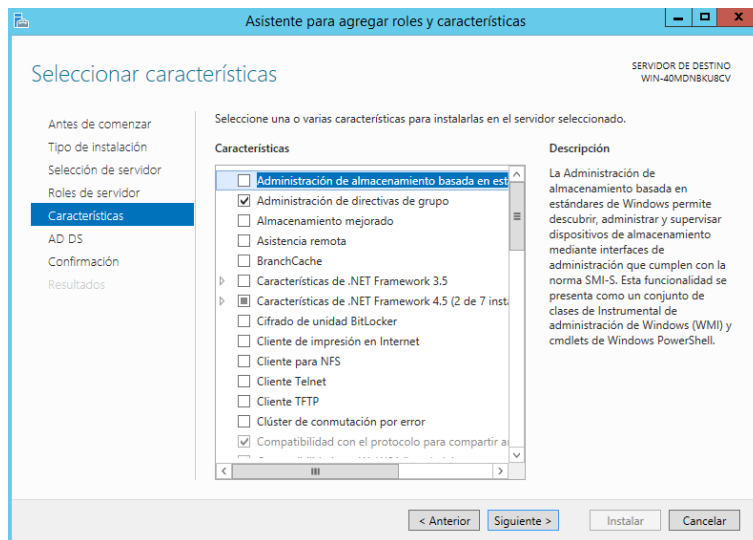 Asistente para agregar roles y características
Seleccionar características
SERVIDOR DE DESTINO
WIN-40MDNBKU8CV
Antes de comenzar
Tipo de instalación
Selección de servidor
Roles de servidor
Características
AD DS
Confirmación
Resultados
Seleccione una o varias características para instalarlas en el servidor seleccionado.
Características
Administración de almacenamiento basada en est
Administración de directivas de grupo
Almacenamiento mejorado
Asistencia remota
BranchCache
Características de .NET Framework 3.5
Características de .NET Framework 4.5 (2 de 7 insta
Cifrado de unidad BitLocker
Cliente de impresión en Internet
Cliente para NFS
Cliente Telnet
Cliente TFTP
Clúster de conmutación por error
Compatibilidad con el protocolo para compartir a
Descripción
La Administración de
almacenamiento basada en
estándares de Windows permite
descubrir, administrar y supervisar
dispositivos de almacenamiento
mediante interfaces de
administración que cumplen con la
norma SMI-S. Esta funcionalidad se
presenta como un conjunto de
clases de Instrumental de
administración de Windows (WMI) y
cmdlets de Windows PowerShell.
< Anterior
Siguiente >
Instalar
Cancelar